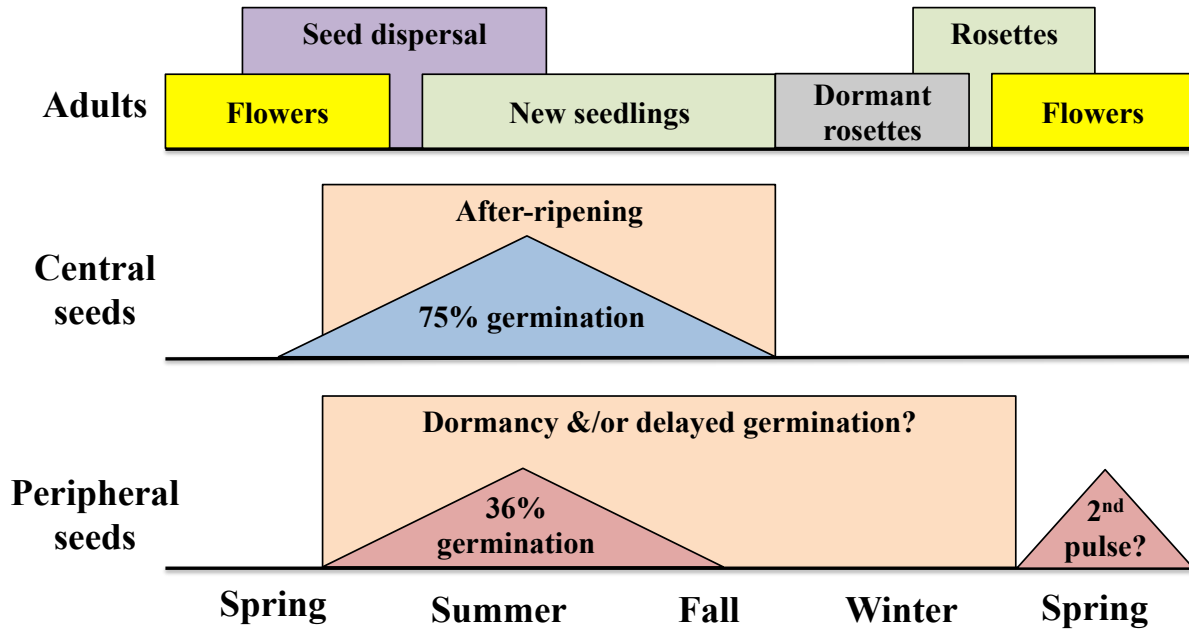 Seed dispersal
Rosettes
Adults
Flowers
New seedlings
Dormant
rosettes
Flowers
After-ripening
Central
seeds
75% germination
Dormancy &/or delayed germination?
Peripheral
seeds
36%
germination
2nd
pulse?
Spring Summer Fall Winter Spring